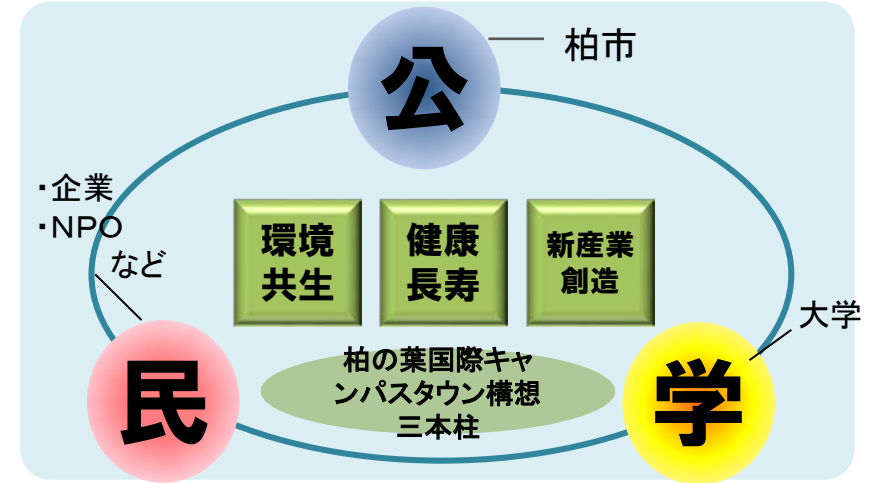 公
柏市
・企業
・NPO
など
環境
共生
健康
長寿
新産業
創造
大学
民
柏の葉国際キャ
ンパスタウン構想
三本柱
学